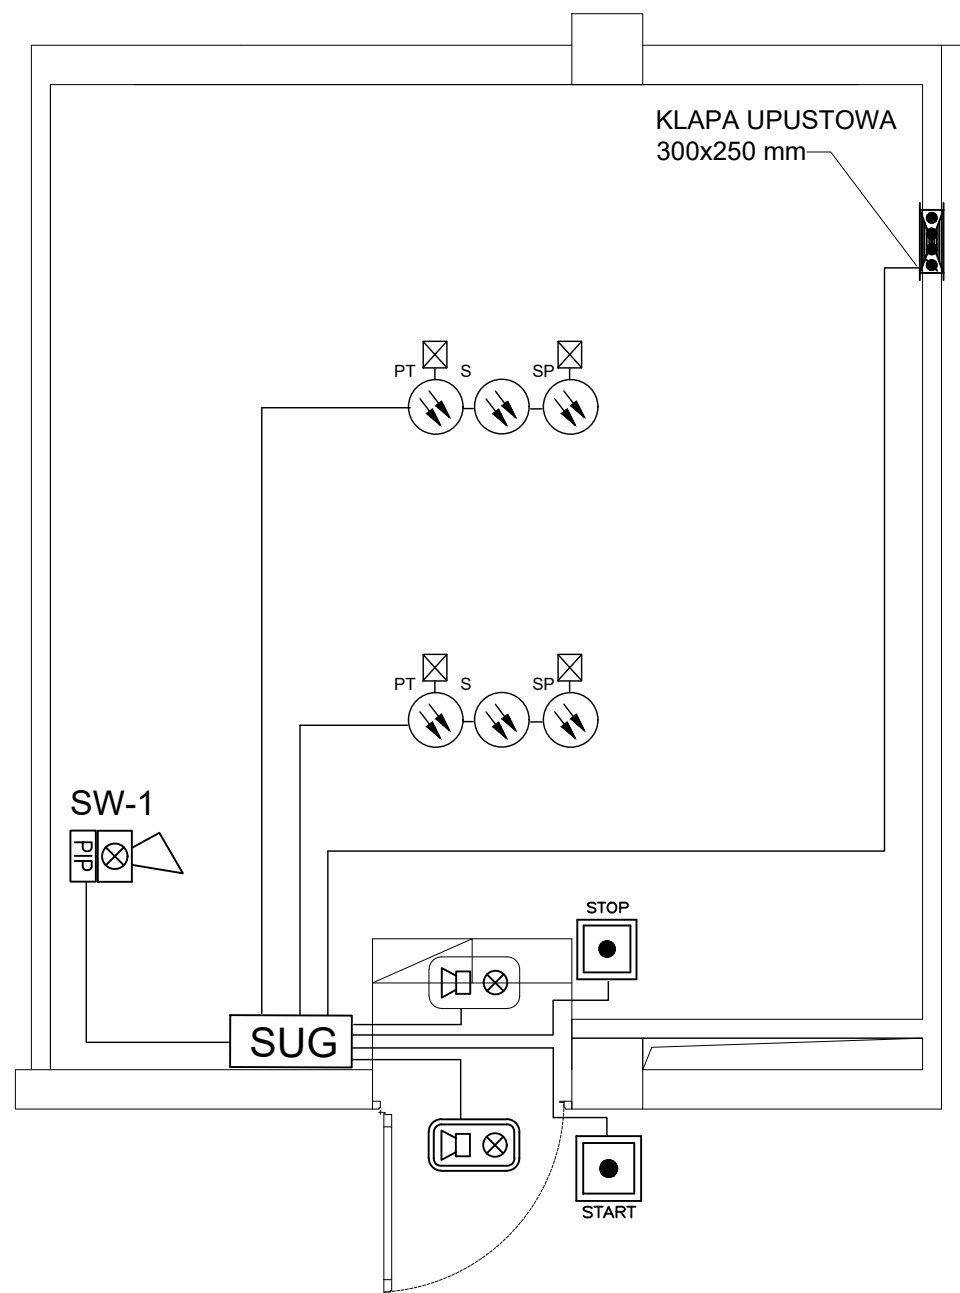 KLAPA UPUSTOWA
300x250 mm
PT S SP
PT S SP
SW-1
PIP
STOP
SUG
START